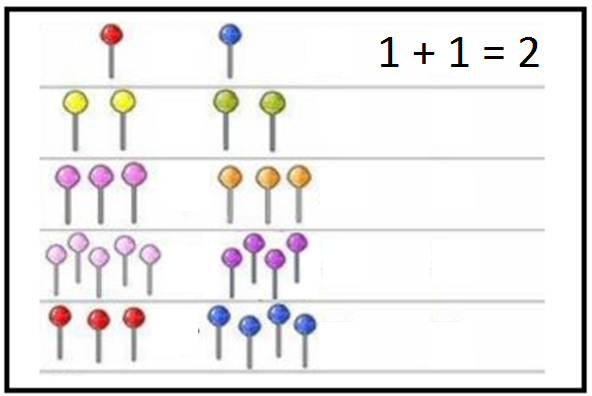 1 + 1 = 2